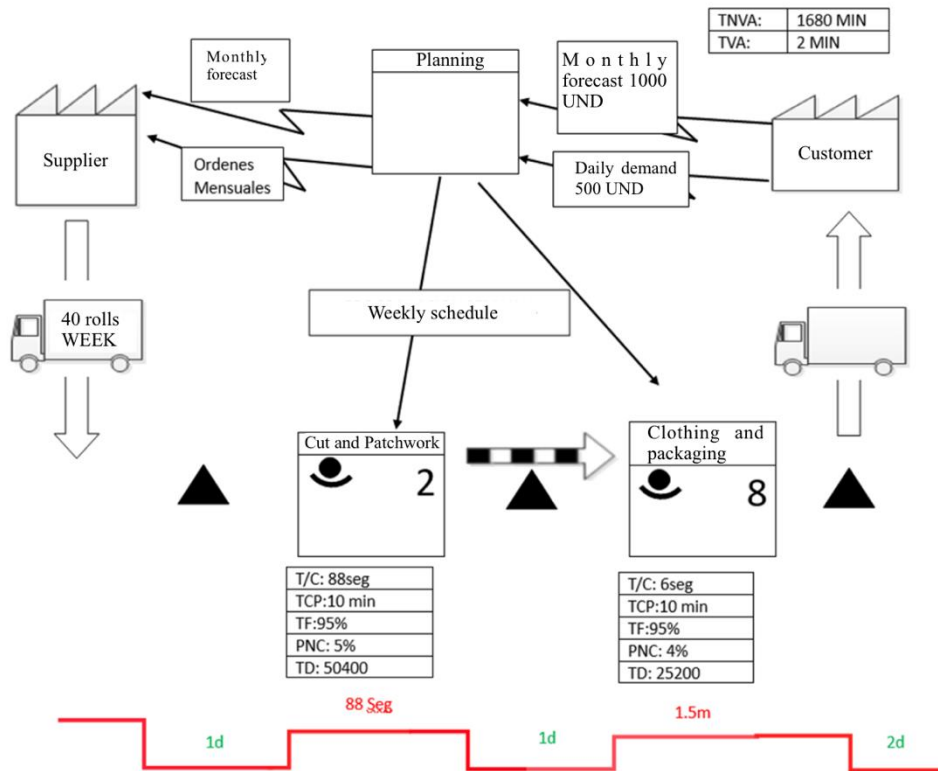 TNVA: 1680 MIN
TVA: 2 MIN
Monthly
forecast
Planning
Monthly
forecast 1000
UND
Supplier
Ordenes
Mensuales
Daily demand
500 UND
Customer
40 rolls
WEEK
Weekly schedule
Cut and Patchwork
2
Clothing and
packaging
8
T/C: 88seg
TCP:10 min
TF:95%
PNC: 5%
TD: 50400
T/C: 6seg
TCP:10 min
TF:95%
PNC: 4%
TD: 25200
88 Seg
1.5m
1d
1d
2d